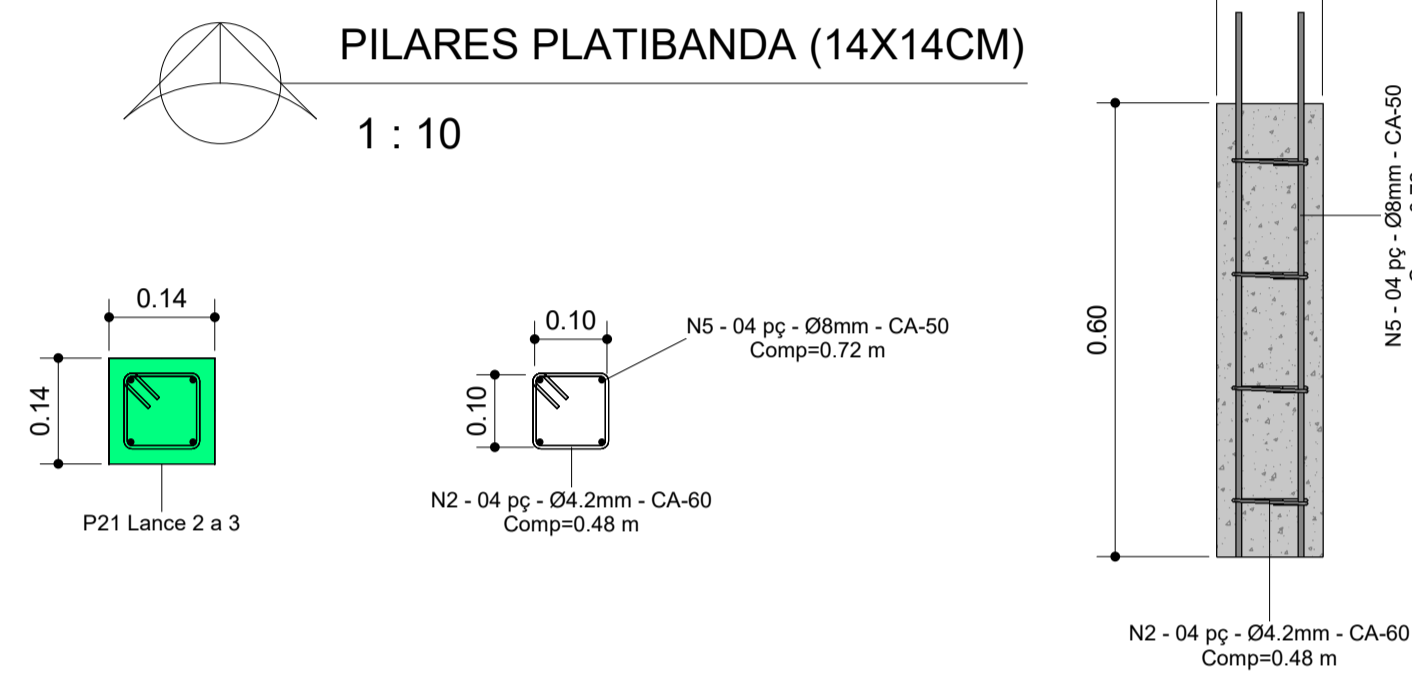 PILARES PLATIBANDA (14X14CM)
1 : 10
0.14
0.14
P21 Lance 2 a 3
0.10
0.10
N5 - 04 pç - Ø8mm - CA-50
Comp=0.72 m
N2 - 04 pç - Ø4.2mm - CA-60
Comp=0.48 m
0.60
N5 - 04 pç - Ø8mm - CA-50
N2 - 04 pç - Ø4.2mm - CA-60
Comp=0.48 m